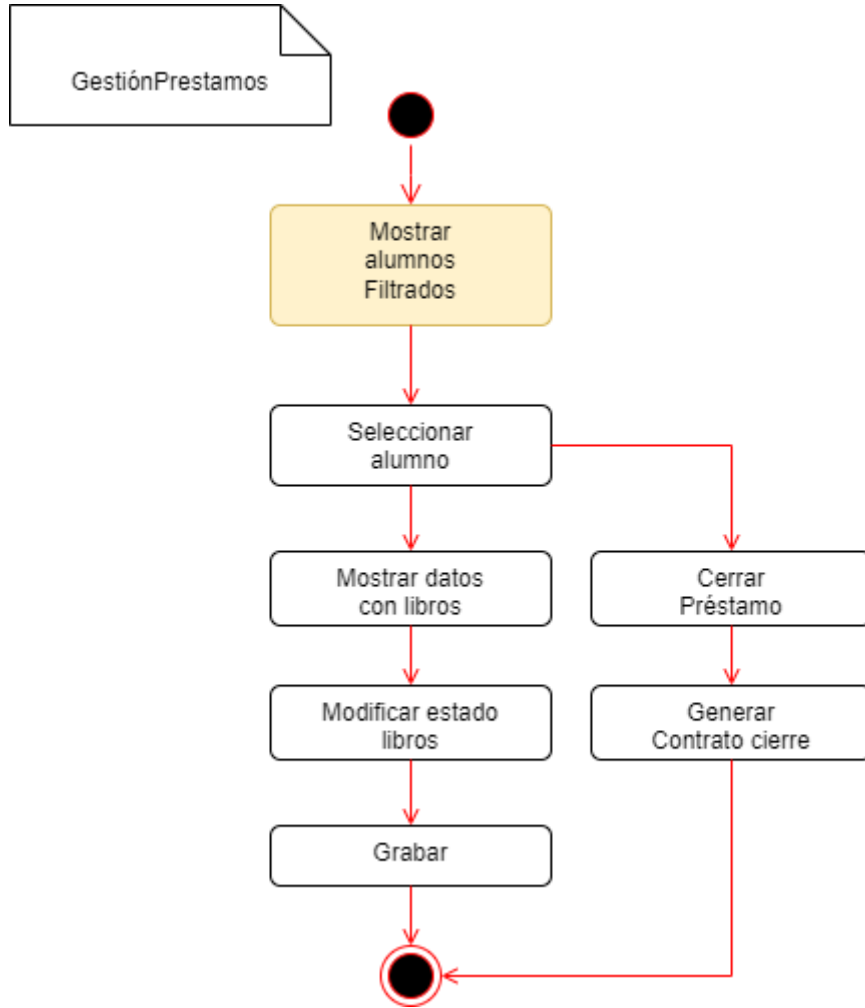 GestiónPrestamos
Mostrar
alumnos
Filtrados
Seleccionar
alumno
Mostrar datos
con libros
Cerrar
Préstamo
Modificar estado
libros
Generar
Contrato cierre
Grabar